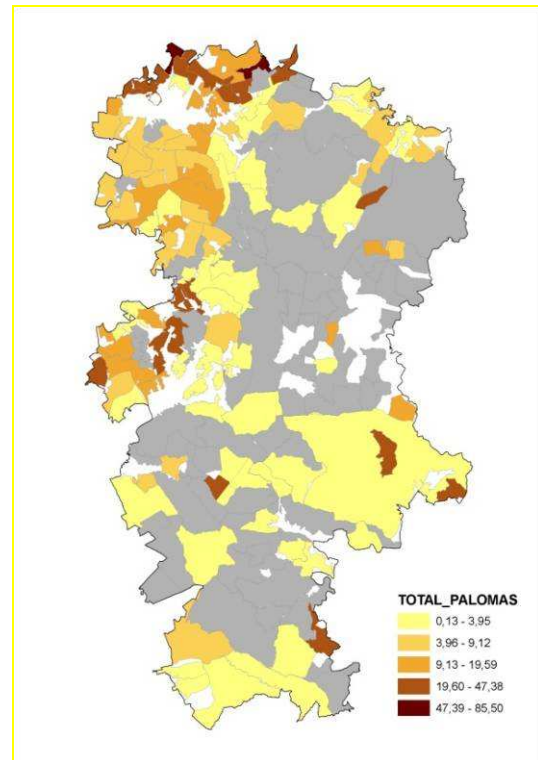 TOTAL_PALOMAS
0,13 - 3,95
3,96 - 9,12
9,13 - 19,59
19,60 - 47,38
47,39 - 85,50